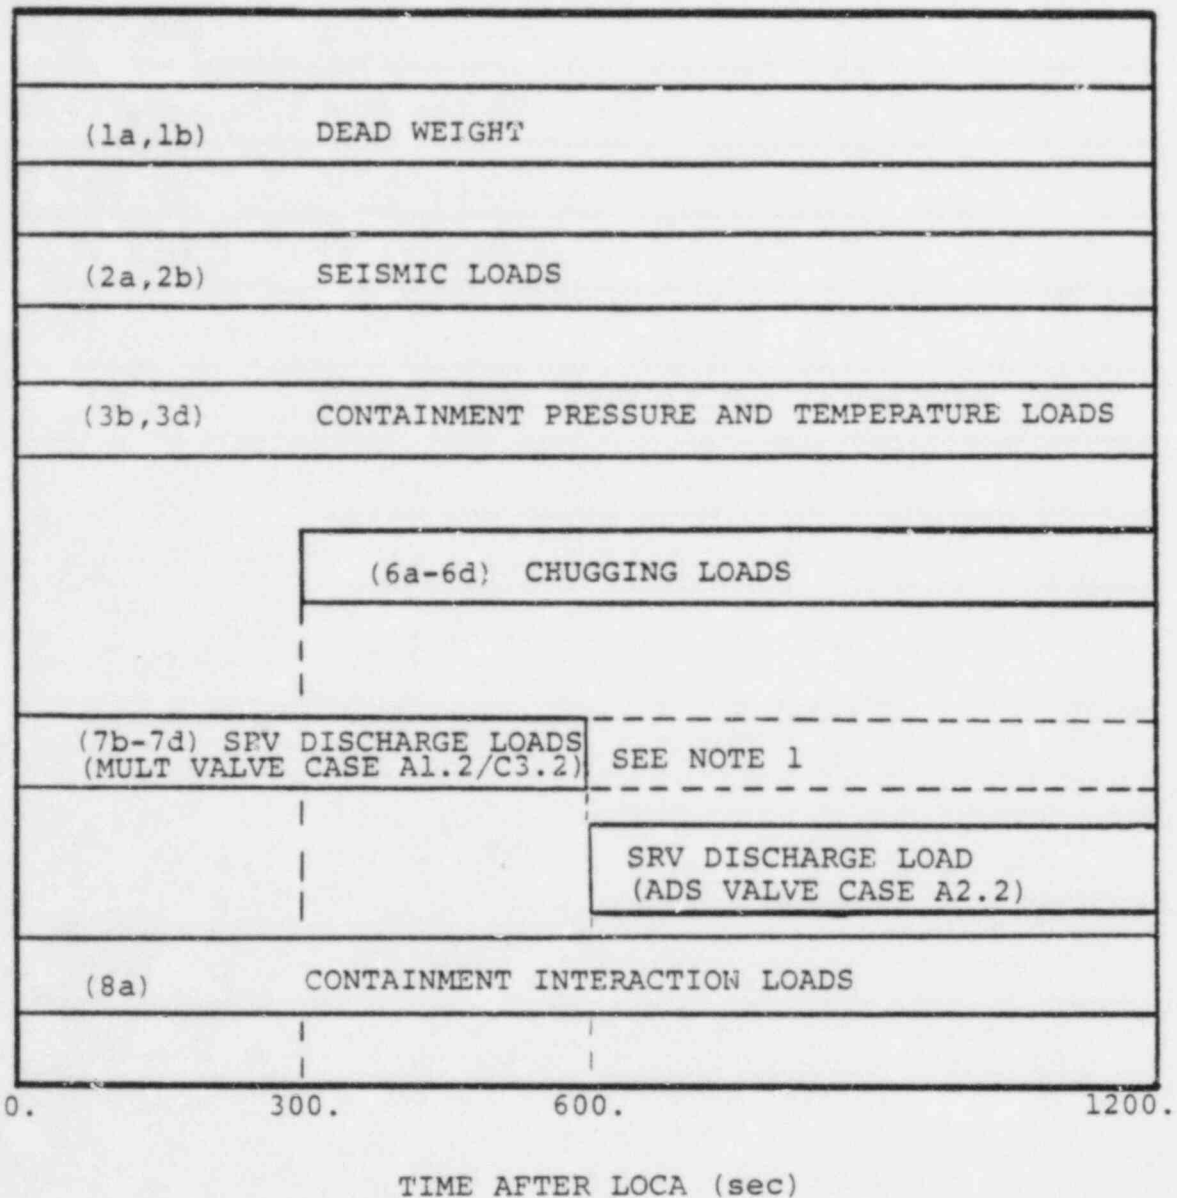 (1a,1b) DEAD WEIGHT
(2a,2b) SEISMIC LOADS
(3b,3d) CONTAINMENT PRESSURE AND TEMPERATURE LOADS
(6a-6d) CHUGGING LOADS
(7b-7d) SRV DISCHARGE LOADS
(MULT VALVE CASE A1.2/C3.2)
SEE NOTE 1
SRV DISCHARGE LOAD
(ADS VALVE CASE A2.2)
(8a) CONTAINMENT INTERACTION LOADS
0. 300. 600. 1200.
TIME AFTER LOCA (sec)